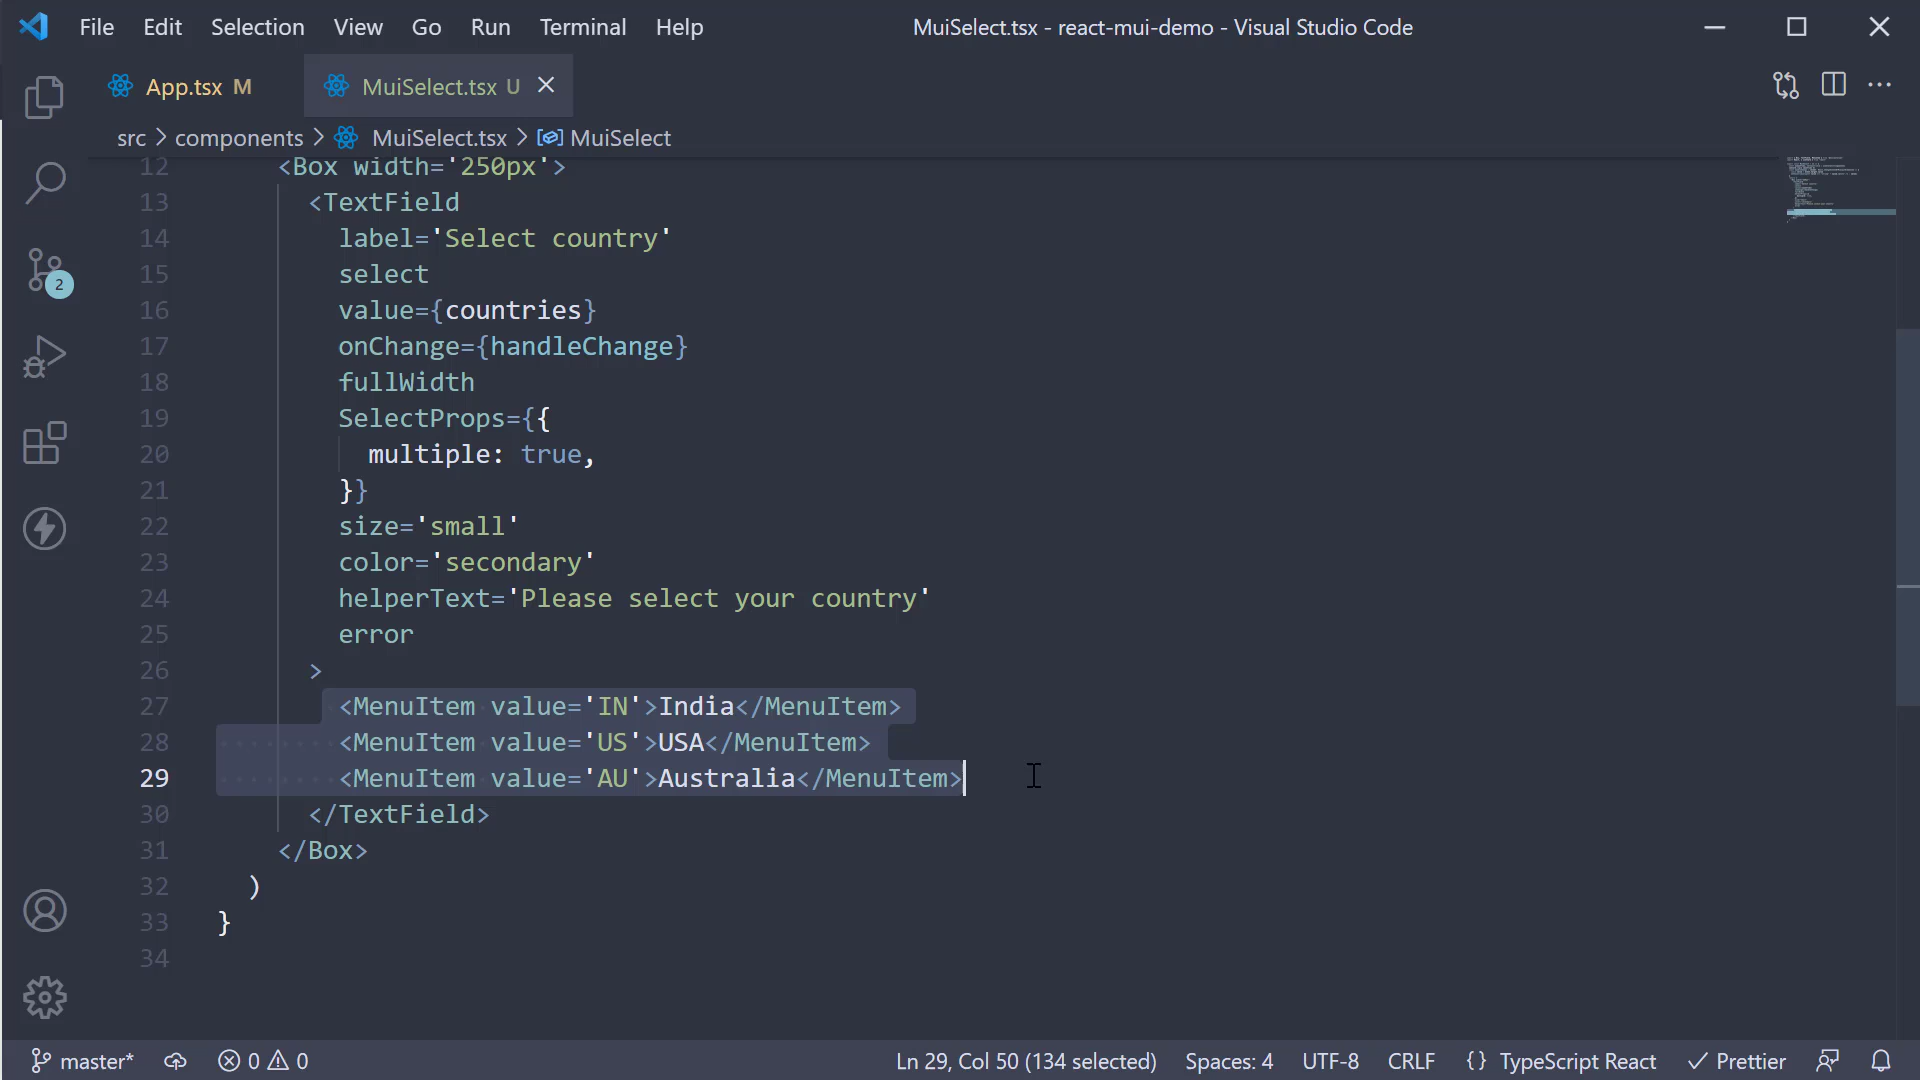 File Edit Selection View Go Run Terminal Help MuiSelect.tsx - react-mui-demo - Visual Studio Code
App.tsx M MuiSelect.tsx U
src > components > MuiSelect.tsx > MuiSelect
12 <Box width='250px'>
13 <TextField
14 label='Select country'
15 select
16 value={countries}
17 onChange={handleChange}
18 fullWidth
19 SelectProps={{
20 multiple: true,
21 }}
22 size='small'
23 color='secondary'
24 helperText='Please select your country'
25 error
26 >
27 <MenuItem value='IN'>India</MenuItem>
28 <MenuItem value='US'>USA</MenuItem>
29 <MenuItem value='AU'>Australia</MenuItem>
30 </TextField>
31 </Box>
32 )
33 }
34
2
master* 0 0 Ln 29, Col 50 (134 selected) Spaces: 4 UTF-8 CRLF {} TypeScript React Prettier